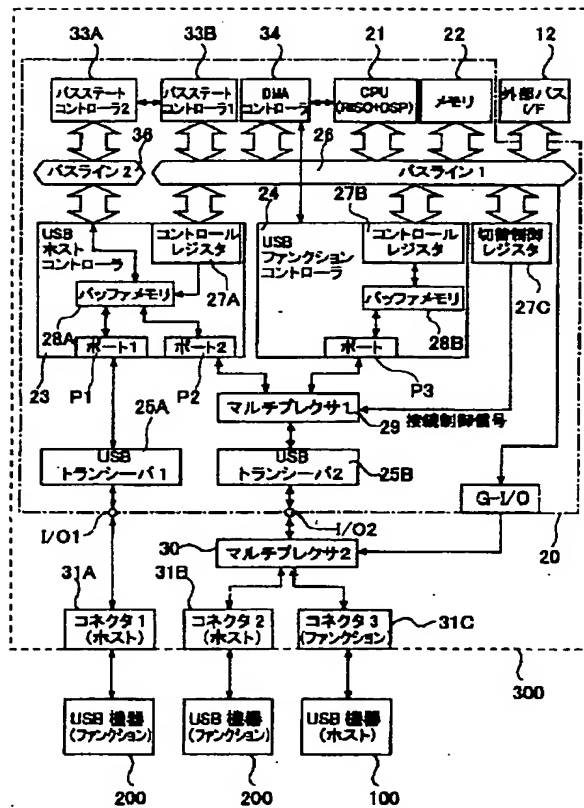 33A 33B 34 21 22 12
バスステート
コントローラ2
バスステート
コントローラ1
DMA
コントローラ
CPU
(RISC+DSP)
メモリ
外部バス
I/F
36
26
バスライン 2
バスライン 1
24
27B
USB
ホスト
コントローラ
コントロール
レジスタ
USB
ファンクション
コントローラ
コントロール
レジスタ
切替制御
レジスタ
27A
27C
バッファメモリ
バッファメモリ
28A
28B
ポート1
ポート2
ポート
23
P1
P2
P3
マルチプレクサ1
29
接続制御信号
25A
USB
トランシーバ 1
USB
トランシーバ 2
25B
G-I/O
I/O1
I/O2
20
30
マルチプレクサ2
31A
31B
コネクタ 1
(ホスト)
コネクタ 2
(ホスト)
コネクタ 3
(ファンクション)
31C
300
USB 機器
(ファンクション)
USB 機器
(ファンクション)
USB 機器
(ホスト)
200
200
100